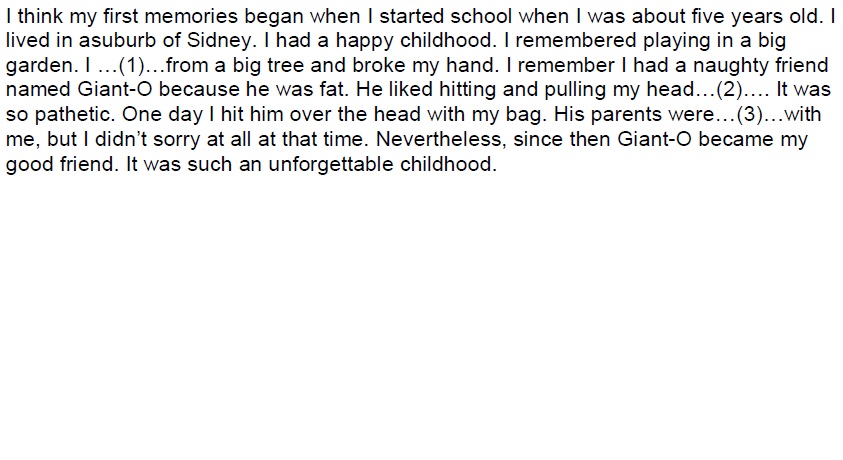 I think my first memories began when I started school when I was about five years old. I
lived in asuburb of Sidney. I had a happy childhood. I remembered playing in a big
garden. I ...(1)...from a big tree and broke my hand. I remember I had a naughty friend
named Giant-O because he was fat. He liked hitting and pulling my head...(2).... It was
so pathetic. One day I hit him over the head with my bag. His parents were...(3)...with
me, but I didn’t sorry at all at that time. Nevertheless, since then Giant-O became my
good friend. It was such an unforgettable childhood.